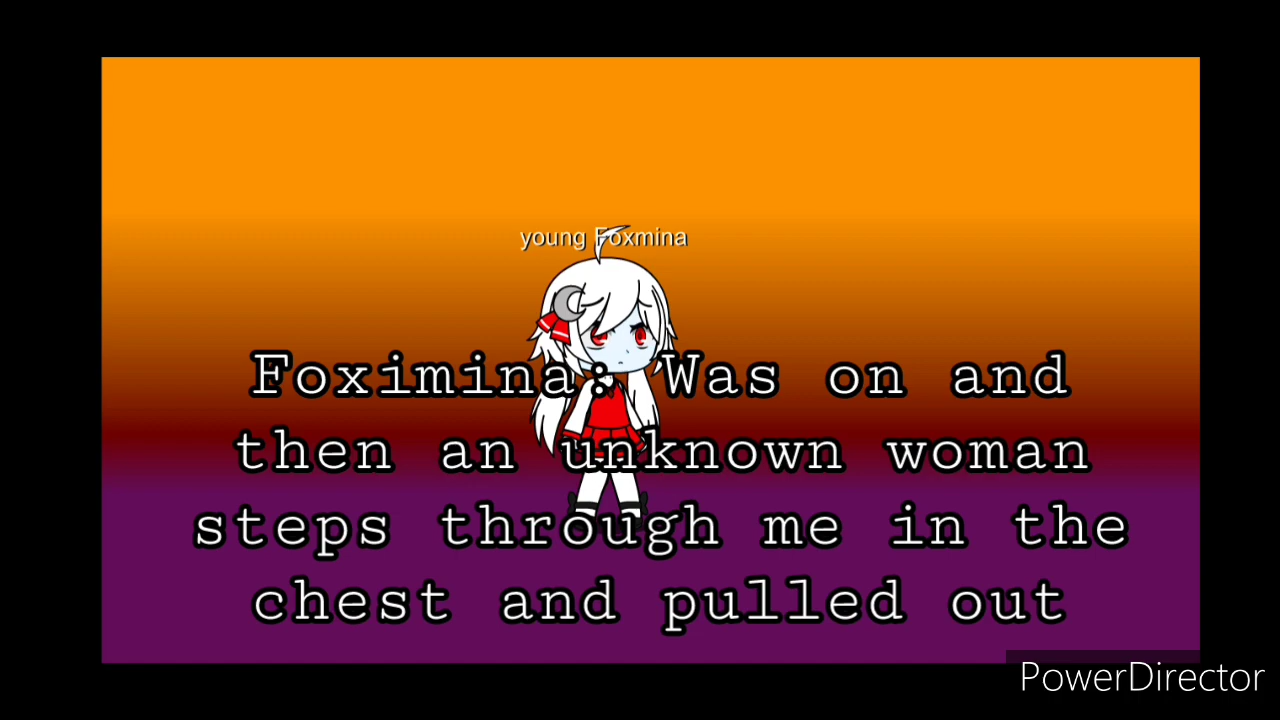 young Foxmina
Foximina: Was on and
then an unknown woman
steps through me in the
chest and pulled out
PowerDirector